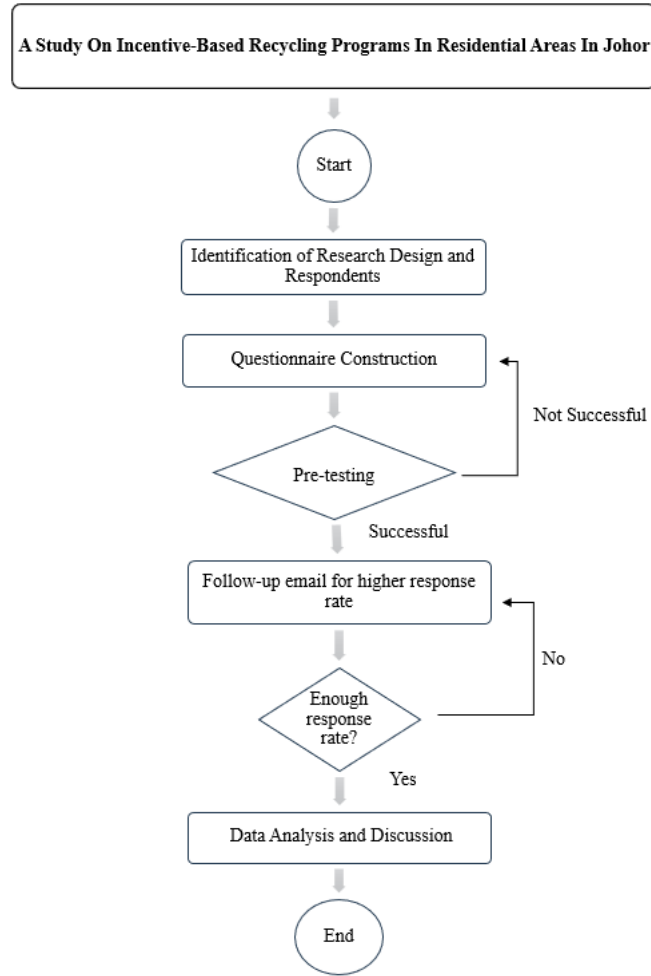 A Study On Incentive-Based Recycling Programs In Residential Areas In Johor
Start
Identification of Research Design and
Respondents
Questionnaire Construction
Not Successful
Pre-testing
Successful
Follow-up email for higher response
rate
No
Enough
response
rate?
Yes
Data Analysis and Discussion
End